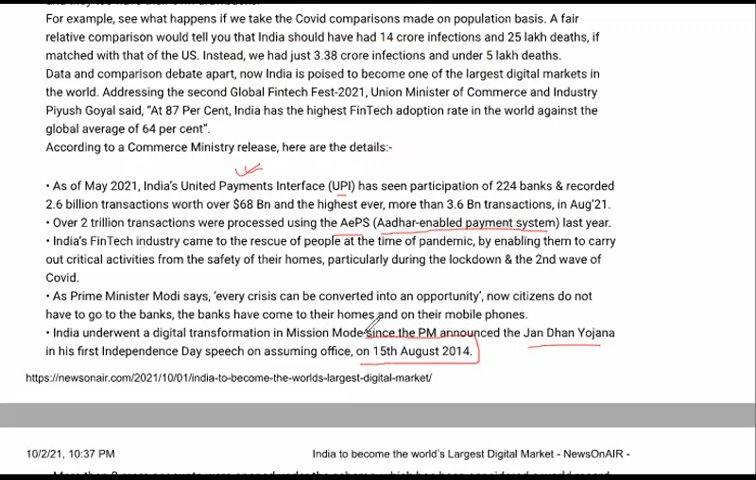 For example, see what happens if we take the Covid comparisons made on population basis. A fair
relative comparison would tell you that India should have had 14 crore infections and 25 lakh deaths, if
matched with that of the US. Instead, we had just 3.38 crore infections and under 5 lakh deaths.
Data and comparison debate apart, now India is poised to become one of the largest digital markets in
the world. Addressing the second Global Fintech Fest-2021, Union Minister of Commerce and Industry
Piyush Goyal said, "At 87 Per Cent, India has the highest FinTech adoption rate in the world against the
global average of 64 per cent".
According to a Commerce Ministry release, here are the details:-
• As of May 2021, India's United Payments Interface (UPI) has seen participation of 224 banks & recorded
2.6 billion transactions worth over $68 Bn and the highest ever, more than 3.6 Bn transactions, in Aug'21.
• Over 2 trillion transactions were processed using the AePS (Aadhar-enabled payment system) last year.
• India's FinTech industry came to the rescue of people at the time of pandemic, by enabling them to carry
out critical activities from the safety of their homes, particularly during the lockdown & the 2nd wave of
Covid.
• As Prime Minister Modi says, 'every crisis can be converted into an opportunity', now citizens do not
have to go to the banks, the banks have come to their homes and on their mobile phones.
• India underwent a digital transformation in Mission Mode since the PM announced the Jan Dhan Yojana
in his first Independence Day speech on assuming office, on 15th August 2014.
https://newsonair.com/2021/10/01/india-to-become-the-worlds-largest-digital-market/
10/2/21, 10:37 PM India to become the world's Largest Digital Market - NewsOnAIR -